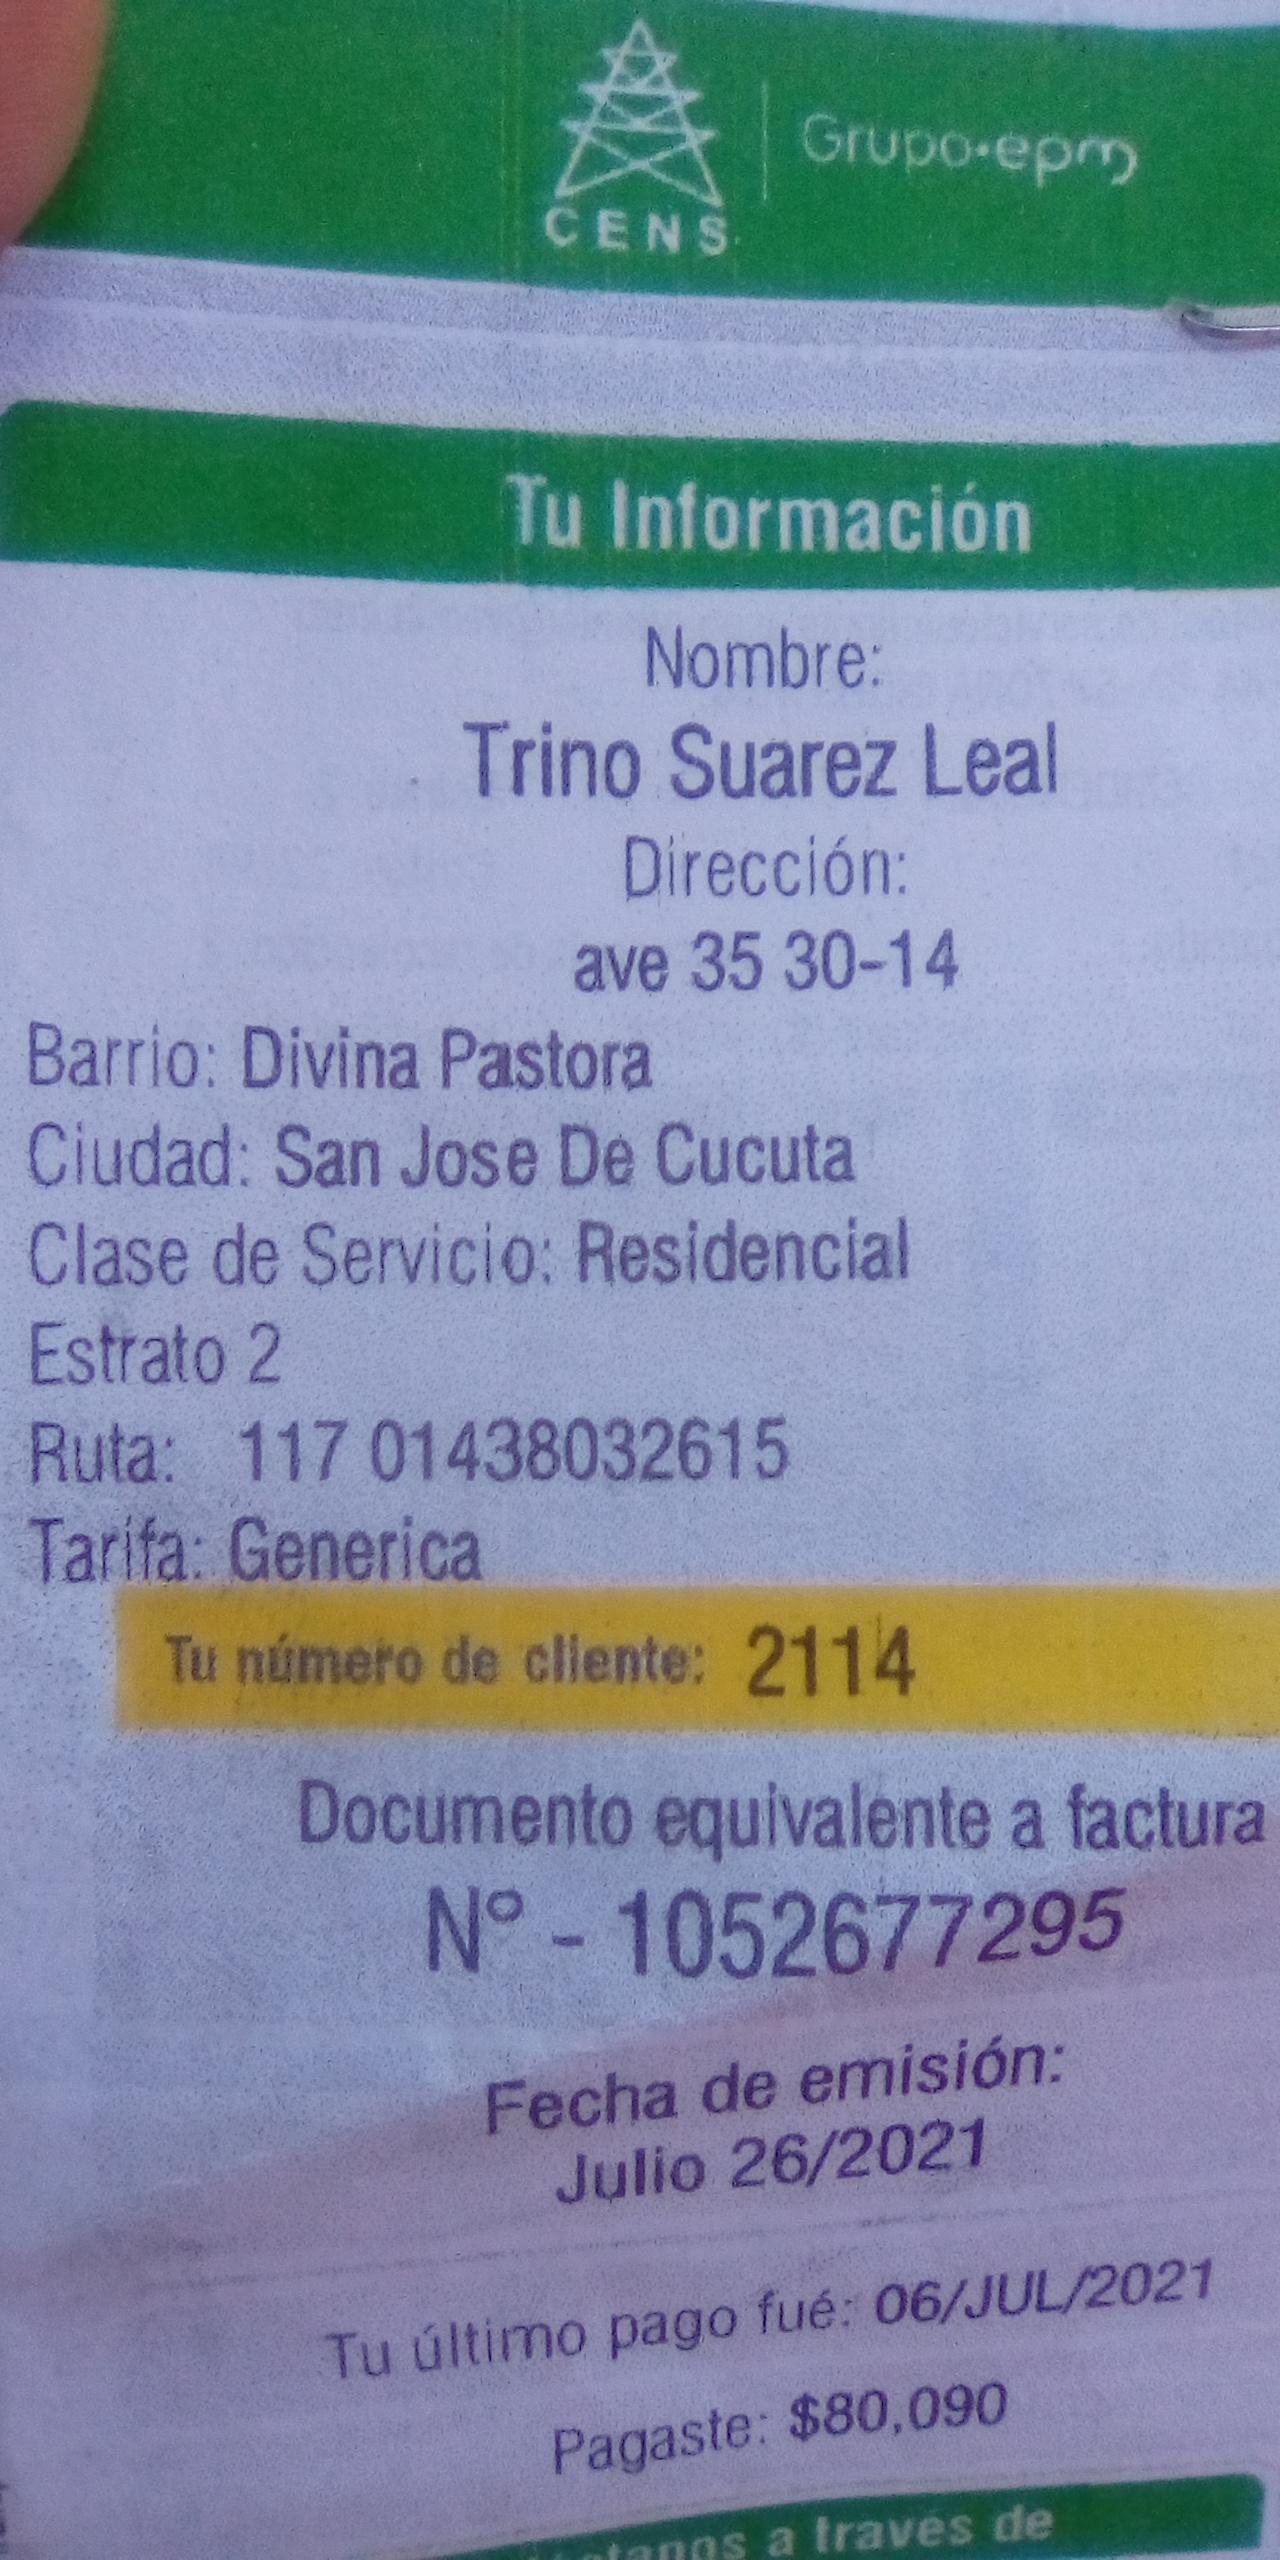 CENS
Grupo·epm
Tu Información
Nombre:
Trino Suarez Leal
Dirección:
ave 35 30-14
Barrio: Divina Pastora
Ciudad: San Jose De Cucuta
Clase de Servicio: Residencial
Estrato 2
Ruta: 117 01438032615
Tarifa: Generica
Tu número de cliente: 2114
Documento equivalente a factura
Nº - 1052677295
Fecha de emisión:
Julio 26/2021
Tu último pago fué: 06/JUL/2021
Pagaste: $80,090
a través de